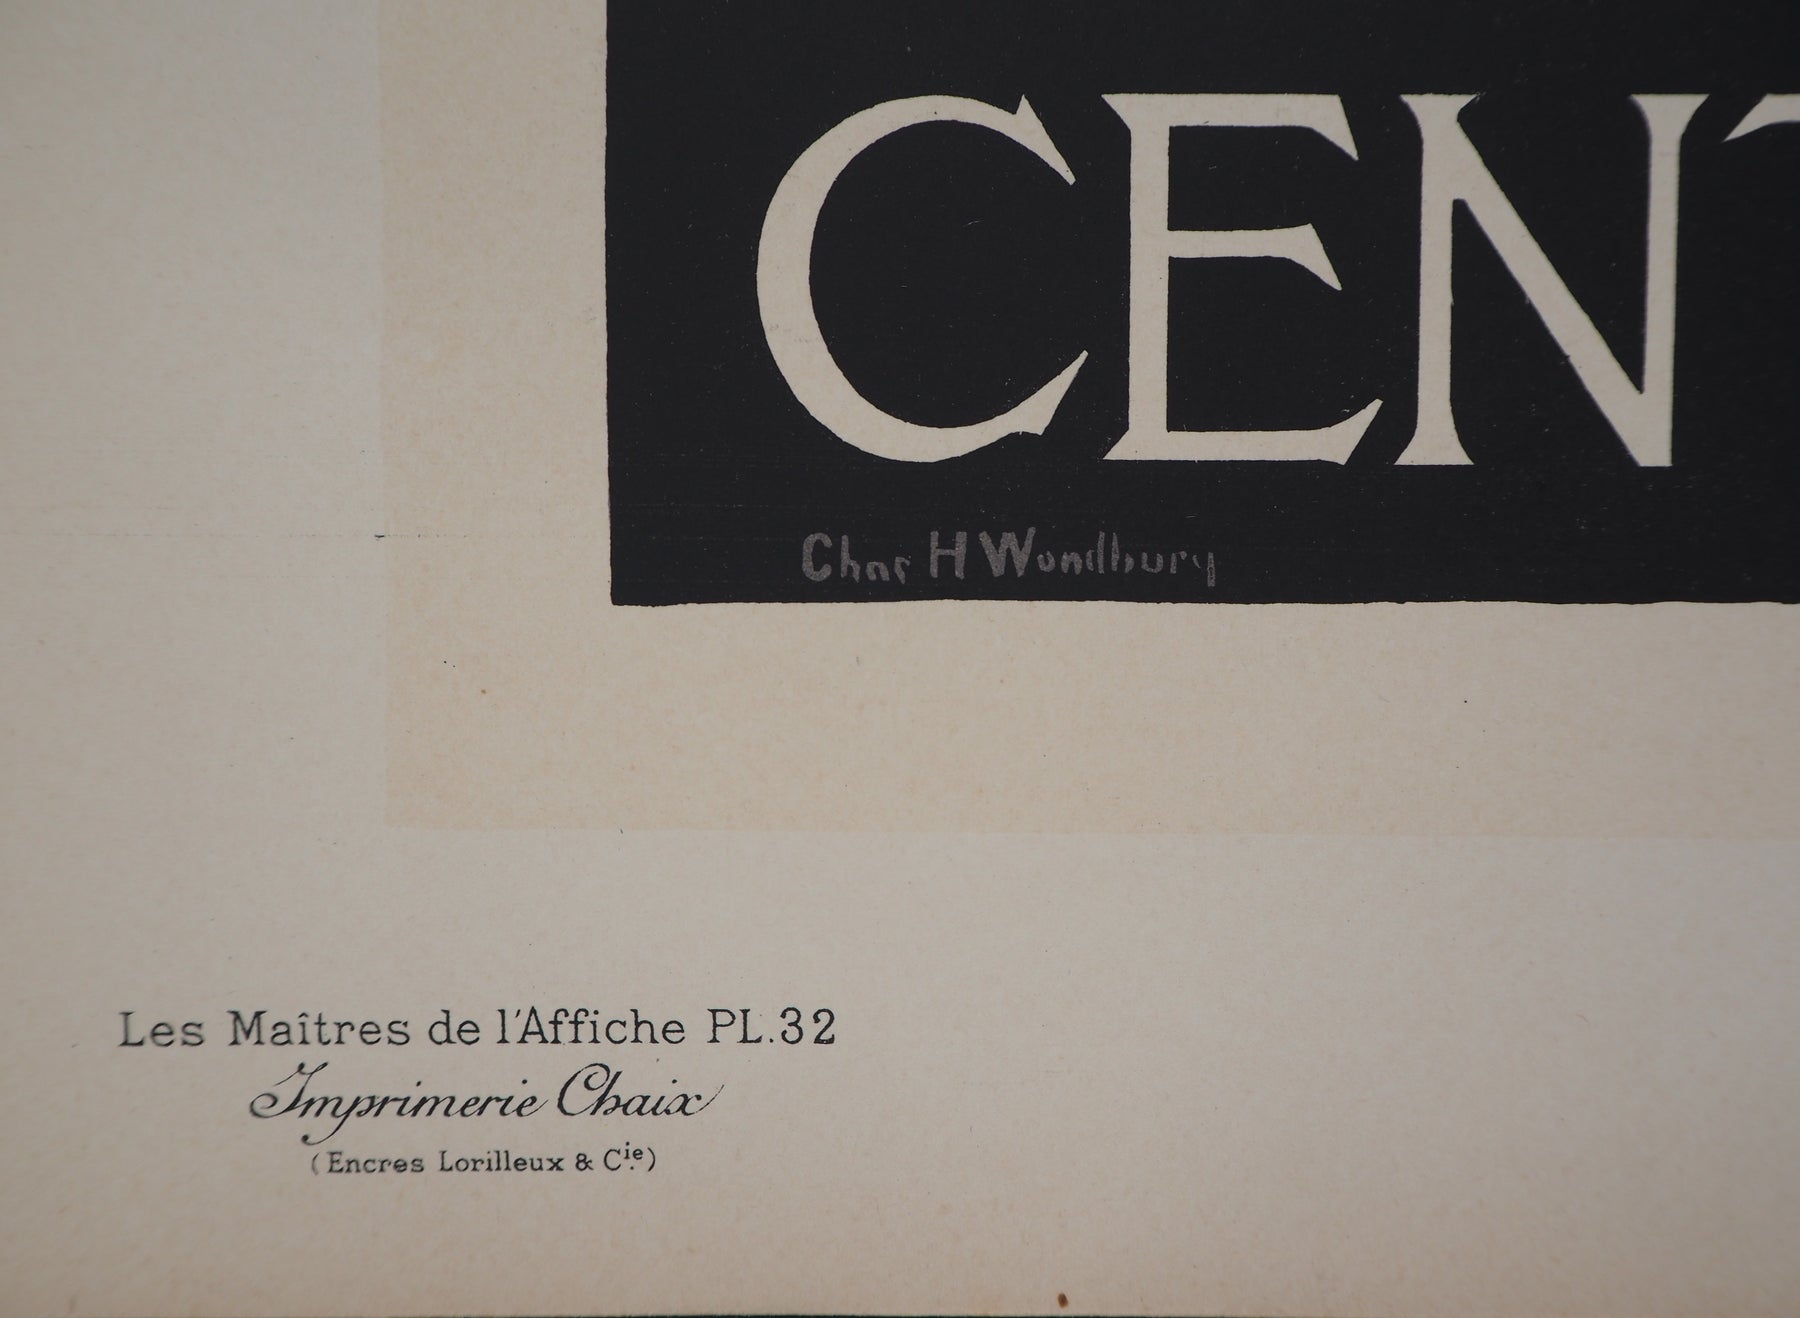 CENT
Chas H Woodbury
Les Maîtres de l'Affiche PL.32
Imprimerie Chaix
(Encres Lorilleux & Cie)